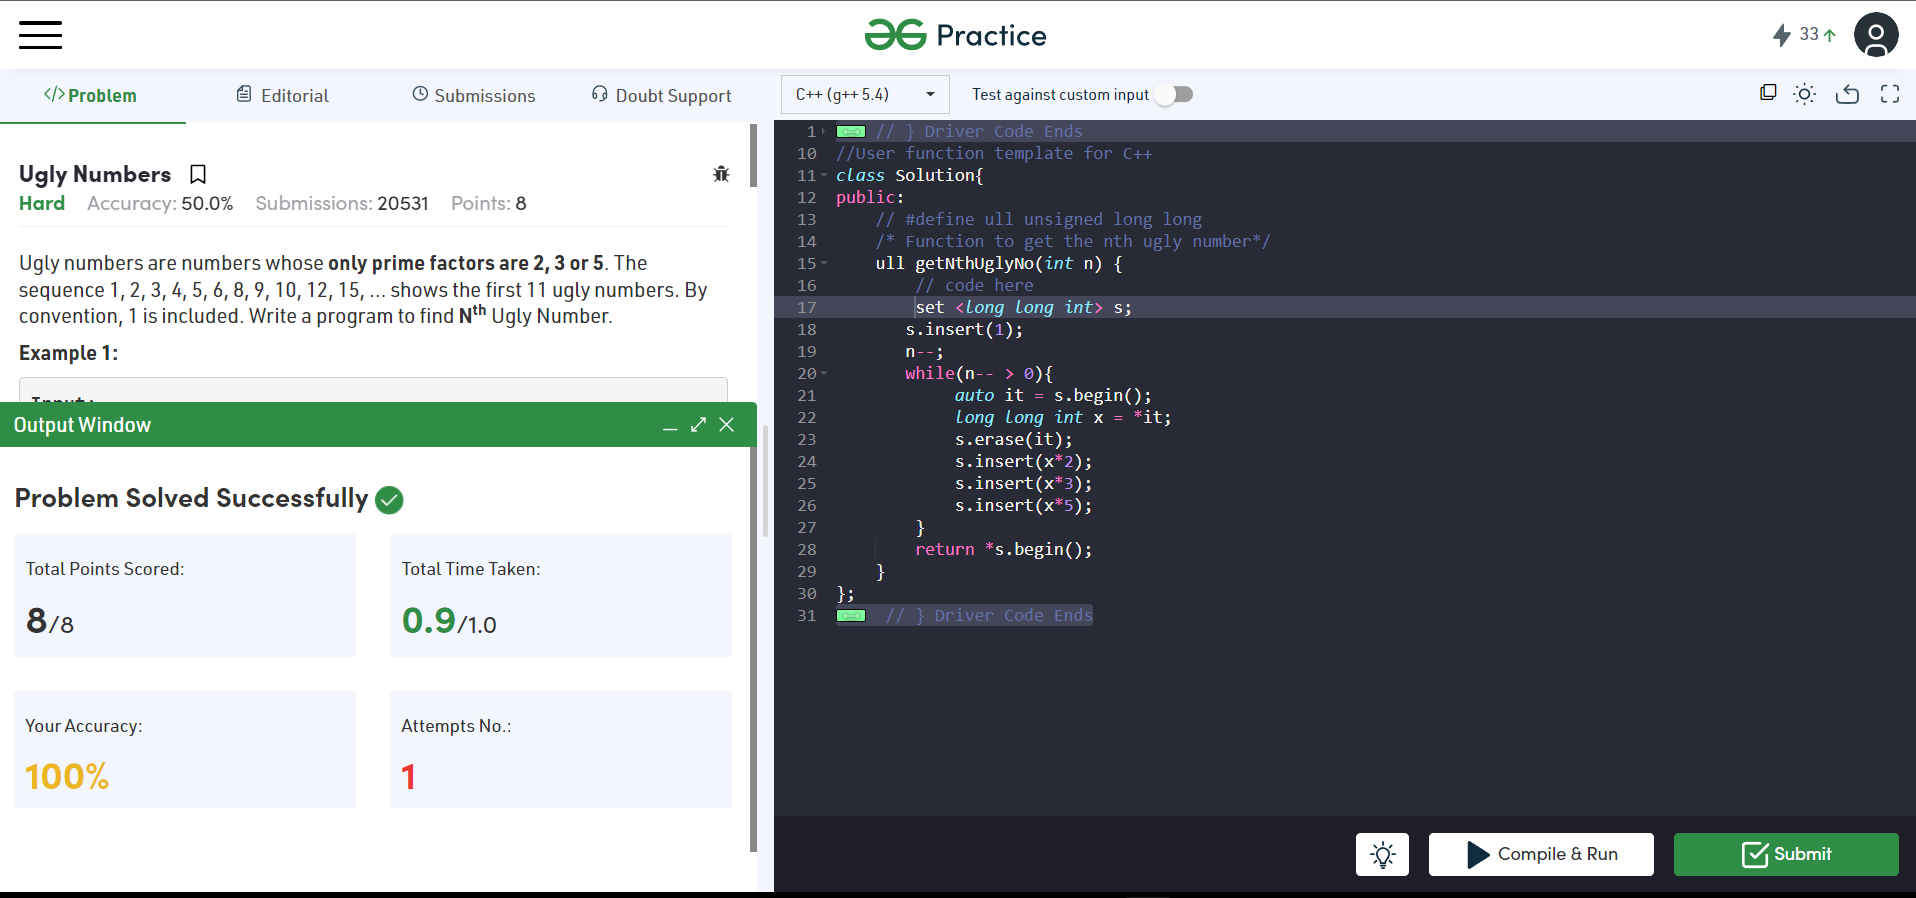 Practice
33
Problem
Editorial
Submissions
Doubt Support
C++ (g++ 5.4)
Test against custom input
Ugly Numbers
Hard Accuracy: 50.0% Submissions: 20531 Points: 8
Ugly numbers are numbers whose only prime factors are 2, 3 or 5. The
sequence 1, 2, 3, 4, 5, 6, 8, 9, 10, 12, 15, … shows the first 11 ugly numbers. By
convention, 1 is included. Write a program to find Nth Ugly Number.
Example 1:
Input:
Output Window
Problem Solved Successfully
Total Points Scored:
8/8
Total Time Taken:
0.9/1.0
Your Accuracy:
100%
Attempts No.:
1
1 // } Driver Code Ends
10 //User function template for C++
11 class Solution{
12 public:
13 // #define ull unsigned long long
14 /* Function to get the nth ugly number*/
15 ull getNthUglyNo(int n) {
16 // code here
17 set <long long int> s;
18 s.insert(1);
19 n--;
20 while(n-- > 0){
21 auto it = s.begin();
22 long long int x = *it;
23 s.erase(it);
24 s.insert(x*2);
25 s.insert(x*3);
26 s.insert(x*5);
27 }
28 return *s.begin();
29 }
30 };
31 // } Driver Code Ends
Compile & Run
Submit